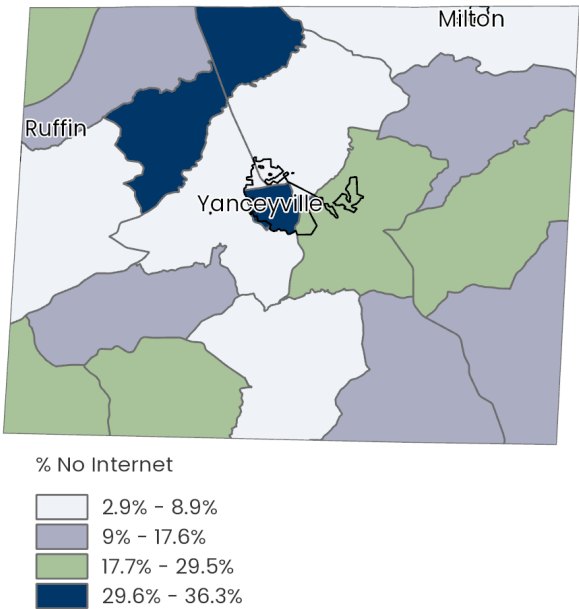 Milton
Ruffin
Yanceyville
% No Internet
2.9% - 8.9%
9% - 17.6%
17.7% - 29.5%
29.6% - 36.3%